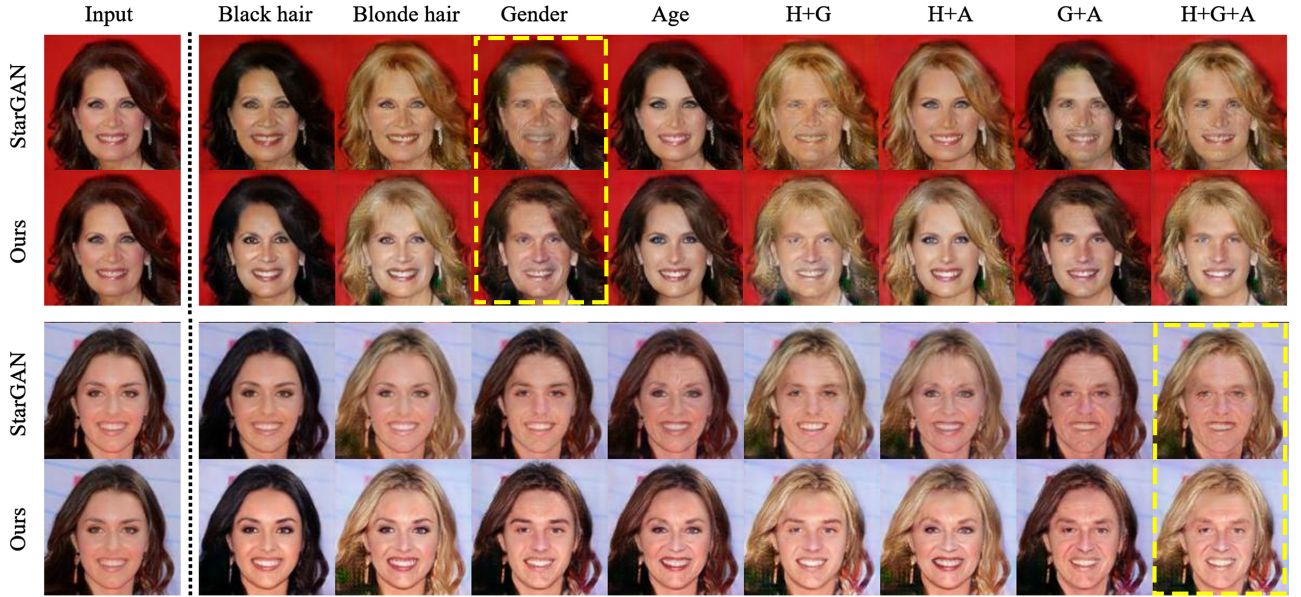 Input Black hair Blonde hair Gender Age H+G H+A G+A H+G+A
StarGAN
Ours
StarGAN
Ours